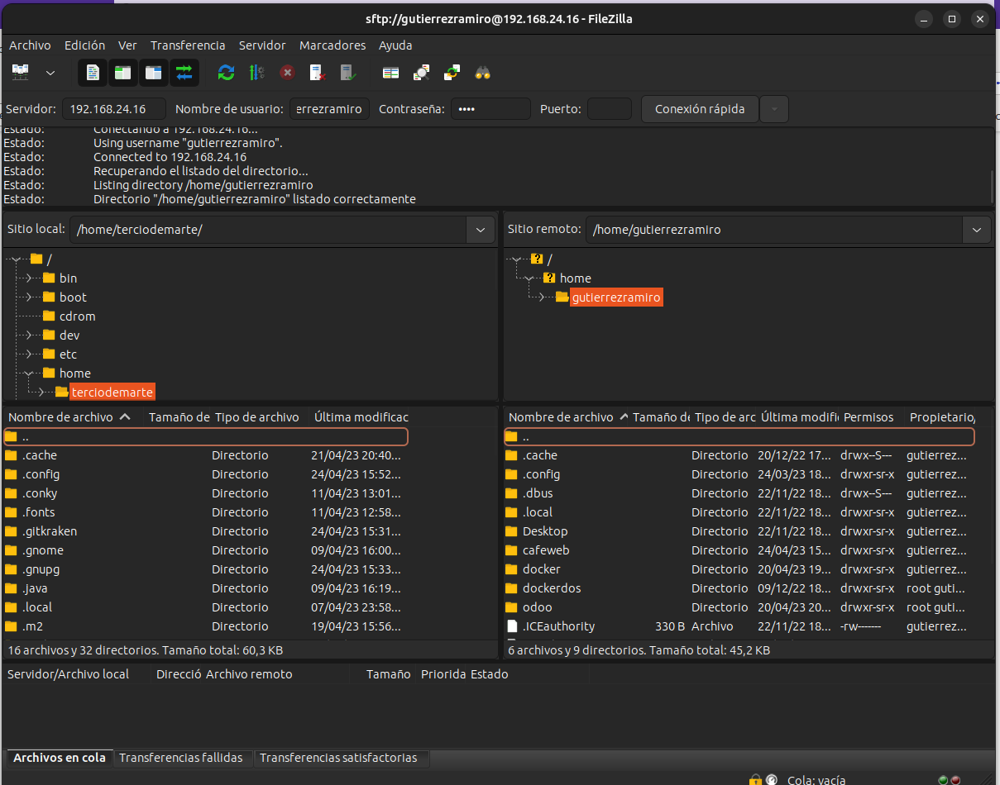 sftp://gutierrezramiro@192.168.24.16 - FileZilla
Archivo Edición Ver Transferencia Servidor Marcadores Ayuda
Servidor: 192.168.24.16 Nombre de usuario: errezramiro Contraseña: •••• Puerto: Conexión rápida
Estado: Conectando a 192.168.24.16...
Estado: Using username "gutierrezramiro".
Estado: Connected to 192.168.24.16
Estado: Recuperando el listado del directorio...
Estado: Listing directory /home/gutierrezramiro
Estado: Directorio "/home/gutierrezramiro" listado correctamente
Sitio local: /home/terciodemarte/
/
bin
boot
cdrom
dev
etc
home
terciodemarte
Sitio remoto: /home/gutierrezramiro
/
home
gutierrezramiro
Nombre de archivo Tamaño de Tipo de archivo Última modificac
..
.cache Directorio 21/04/23 20:40...
.config Directorio 24/04/23 15:52...
.conky Directorio 11/04/23 13:01...
.fonts Directorio 11/04/23 12:58...
.gitkraken Directorio 24/04/23 15:31...
.gnome Directorio 09/04/23 16:00...
.gnupg Directorio 24/04/23 15:33...
.java Directorio 09/04/23 16:19...
.local Directorio 07/04/23 23:58...
.m2 Directorio 19/04/23 15:56...
16 archivos y 32 directorios. Tamaño total: 60,3 KB
Nombre de archivo Tamaño de Tipo de arc Última modifi Permisos Propietario/
..
.cache Directorio 20/12/22 17... drwx--S--- gutierrez...
.config Directorio 24/03/23 18... drwxr-sr-x gutierrez...
.dbus Directorio 22/11/22 18... drwx--S--- gutierrez...
.local Directorio 22/11/22 18... drwxr-sr-x gutierrez...
Desktop Directorio 22/11/22 18... drwxr-sr-x gutierrez...
cafeweb Directorio 24/04/23 15... drwxr-sr-x gutierrez...
docker Directorio 20/04/23 19... drwxr-sr-x gutierrez...
dockerdos Directorio 09/12/22 18... drwxr-sr-x root guti...
odoo Directorio 20/04/23 20... drwxr-sr-x root guti...
.ICEauthority 330 B Archivo 22/11/22 18... -rw------- gutierrez...
6 archivos y 9 directorios. Tamaño total: 45,2 KB
Servidor/Archivo local Direcció Archivo remoto Tamaño Priorida Estado
Archivos en cola Transferencias fallidas Transferencias satisfactorias
Cola: vacía